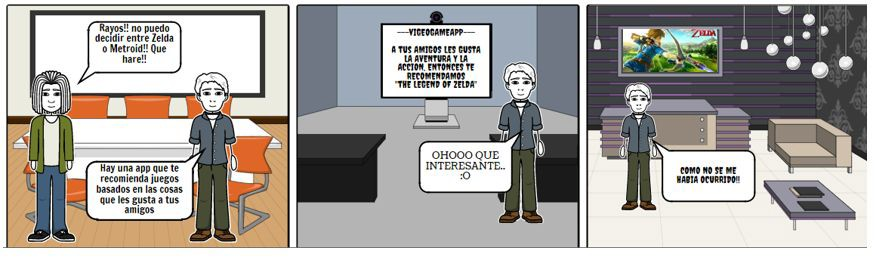 Rayos!! no puedo
decidir entre Zelda
o Metroid!! Que
hare!!
Hay una app que te
recomienda juegos
basados en las cosas
que les gusta a tus
amigos
---VIDEOGAMEAPP---
A TUS AMIGOS LES GUSTA
LA AVENTURA Y LA
ACCION, ENTONCES TE
RECOMENDAMOS
"THE LEGEND OF ZELDA"
OHOOO QUE
INTERESANTE..
:O
ZELDA
COMO NO SE ME
HABIA OCURRIDO!!